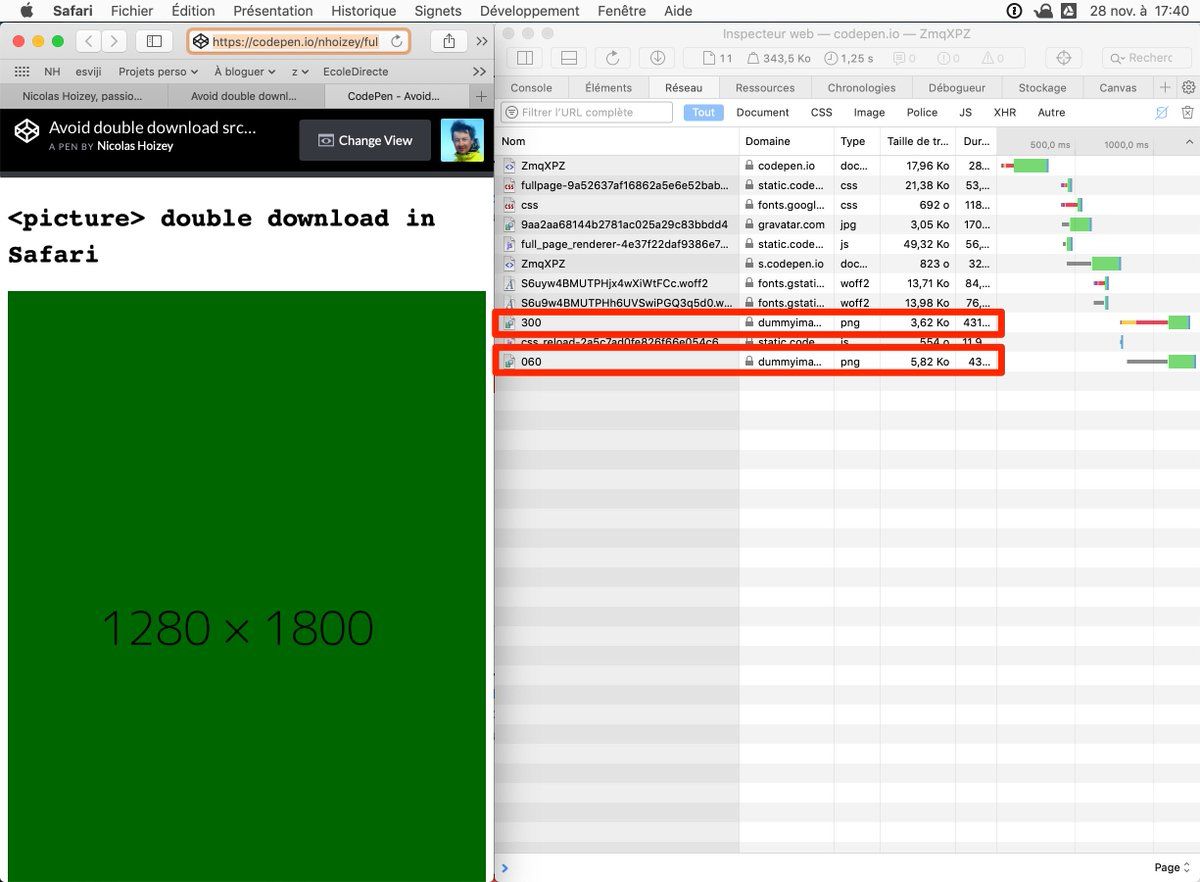 Safari Fichier Édition Présentation Historique Signets Développement Fenêtre Aide 28 nov. à 17:40
https://codepen.io/nhoizey/ful
NH esviji Projets perso À bloguer z EcoleDirecte
Nicolas Hoizey, passio... Avoid double downl... CodePen - Avoid...
Avoid double download src...
A PEN BY Nicolas Hoizey
Change View
<picture> double download in
Safari
1280 × 1800
Inspecteur web — codepen.io — ZmqXPZ
11 343,5 Ko 1,25 s 0 0 0 Recherc
Console Éléments Réseau Ressources Chronologies Débogueur Stockage Canvas
Filtrer l'URL complète Tout Document CSS Image Police JS XHR Autre
Nom Domaine Type Taille de tr... Dur... 500,0 ms 1000,0 ms
ZmqXPZ codepen.io doc... 17,96 Ko 28...
fullpage-9a52637af16862a5e6e52bab... static.code... css 21,38 Ko 53,...
css fonts.googl... css 692 o 118...
9aa2aa68144b2781ac025a29c83bbdd4 gravatar.com jpg 3,05 Ko 170...
full_page_renderer-4e37f22daf9386e7... static.code... js 49,32 Ko 56,...
ZmqXPZ s.codepen.io doc... 823 o 32...
S6uyw4BMUTPHjx4wXiWtFCc.woff2 fonts.gstati... woff2 13,71 Ko 84,...
S6u9w4BMUTPHh6UVSwiPGQ3q5d0.w... fonts.gstati... woff2 13,98 Ko 76,...
300 dummyima... png 3,62 Ko 431...
css_reload-2a5c7ad0fe826f66e054c6... static.code... js 554 o 11,9...
060 dummyima... png 5,82 Ko 43...
Page